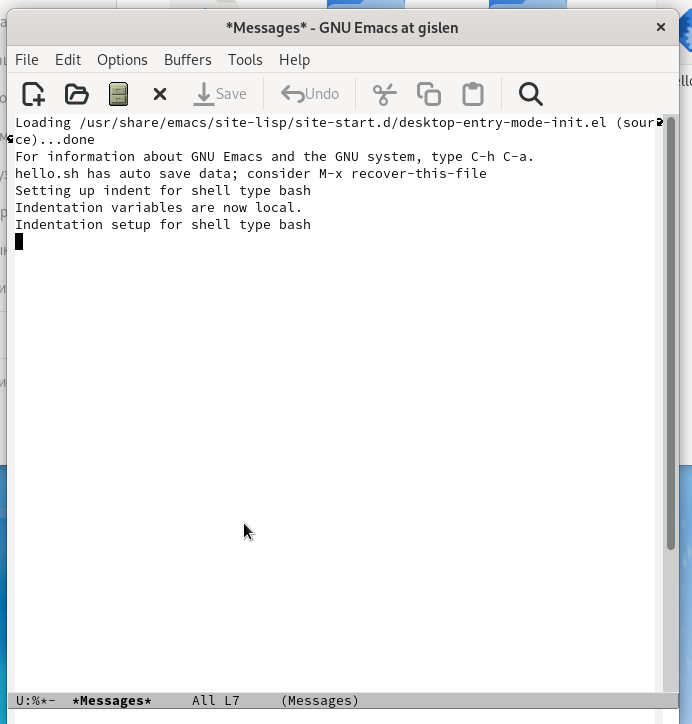 *Messages* - GNU Emacs at gislen
File Edit Options Buffers Tools Help
Save Undo
Loading /usr/share/emacs/site-lisp/site-start.d/desktop-entry-mode-init.el (sour
ce)...done
For information about GNU Emacs and the GNU system, type C-h C-a.
hello.sh has auto save data; consider M-x recover-this-file
Setting up indent for shell type bash
Indentation variables are now local.
Indentation setup for shell type bash
U:%*- *Messages* All L7 (Messages)